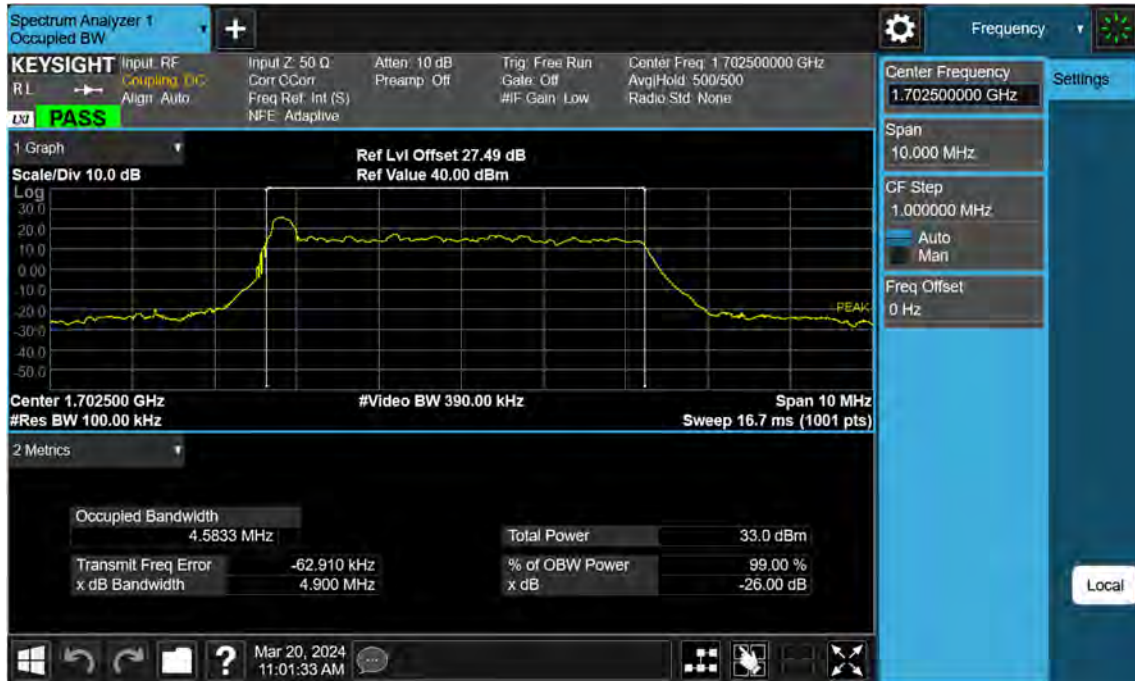 Spectrum Analyzer 1
Occupied BW
Frequency
KEYSIGHT
Input: RF
Coupling: DC
Align: Auto
Input Z: 50 Ω
Corr CCorr
Freq Ref: Int (S)
NFE: Adaptive
Atten: 10 dB
Preamp: Off
Trig: Free Run
Gate: Off
#IF Gain: Low
Center Freq: 1.702500000 GHz
Avg|Hold: 500/500
Radio Std: None
R L
LXI
PASS
Center Frequency
1.702500000 GHz
Settings
Span
10.000 MHz
CF Step
1.000000 MHz
Auto
Man
Freq Offset
0 Hz
1 Graph
Ref Lvl Offset 27.49 dB
Scale/Div 10.0 dB
Ref Value 40.00 dBm
Log
30.0
20.0
10.0
0.00
-10.0
-20.0
-30.0
-40.0
-50.0
PEAK
Center 1.702500 GHz
#Video BW 390.00 kHz
Span 10 MHz
#Res BW 100.00 kHz
Sweep 16.7 ms (1001 pts)
2 Metrics
Occupied Bandwidth
4.5833 MHz
Total Power 33.0 dBm
Transmit Freq Error -62.910 kHz
% of OBW Power 99.00 %
x dB Bandwidth 4.900 MHz
x dB -26.00 dB
Local
?
Mar 20, 2024
11:01:33 AM